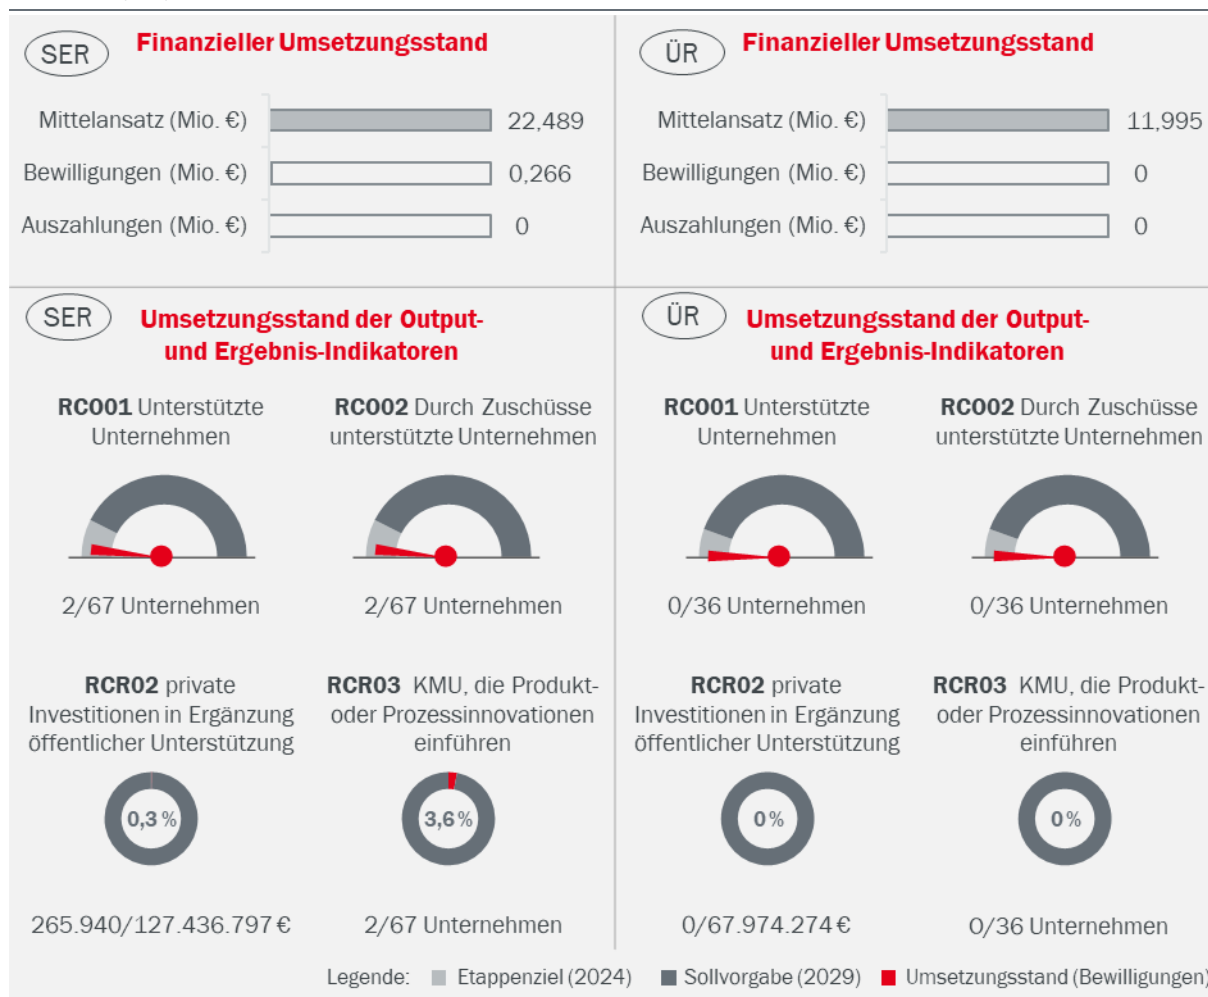 SER
Finanzieller Umsetzungsstand
Mittelansatz (Mio. €) 22,489
Bewilligungen (Mio. €) 0,266
Auszahlungen (Mio. €) 0
ÜR
Finanzieller Umsetzungsstand
Mittelansatz (Mio. €) 11,995
Bewilligungen (Mio. €) 0
Auszahlungen (Mio. €) 0
SER
Umsetzungsstand der Output-
und Ergebnis-Indikatoren
RCO01 Unterstützte
Unternehmen
2/67 Unternehmen
RCO02 Durch Zuschüsse
unterstützte Unternehmen
2/67 Unternehmen
RCR02 private
Investitionen in Ergänzung
öffentlicher Unterstützung
0,3 %
265.940/127.436.797 €
RCR03 KMU, die Produkt-
oder Prozessinnovationen
einführen
3,6 %
2/67 Unternehmen
ÜR
Umsetzungsstand der Output-
und Ergebnis-Indikatoren
RCO01 Unterstützte
Unternehmen
0/36 Unternehmen
RCO02 Durch Zuschüsse
unterstützte Unternehmen
0/36 Unternehmen
RCR02 private
Investitionen in Ergänzung
öffentlicher Unterstützung
0 %
0/67.974.274 €
RCR03 KMU, die Produkt-
oder Prozessinnovationen
einführen
0 %
0/36 Unternehmen
Legende: Etappenziel (2024) Sollvorgabe (2029) Umsetzungsstand (Bewilligungen)